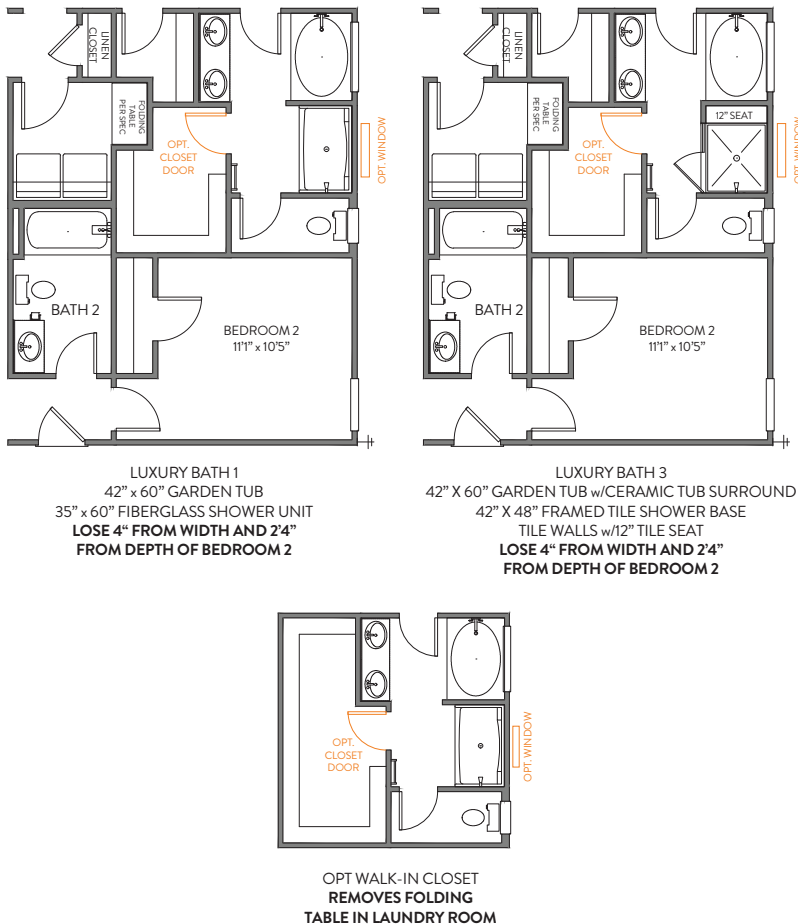 LINEN
CLOSET
FOLDING
TABLE
PER SPEC
OPT.
CLOSET
DOOR
OPT. WINDOW
BATH 2
BEDROOM 2
11'1" x 10'5"
LUXURY BATH 1
42” x 60” GARDEN TUB
35” x 60” FIBERGLASS SHOWER UNIT
LOSE 4“ FROM WIDTH AND 2’4”
FROM DEPTH OF BEDROOM 2
LINEN
CLOSET
FOLDING
TABLE
PER SPEC
12” SEAT
OPT.
CLOSET
DOOR
OPT. WINDOW
BATH 2
BEDROOM 2
11'1" x 10'5"
LUXURY BATH 3
42” X 60” GARDEN TUB w/CERAMIC TUB SURROUND
42” X 48” FRAMED TILE SHOWER BASE
TILE WALLS w/12” TILE SEAT
LOSE 4“ FROM WIDTH AND 2’4”
FROM DEPTH OF BEDROOM 2
OPT.
CLOSET
DOOR
OPT. WINDOW
OPT WALK-IN CLOSET
REMOVES FOLDING
TABLE IN LAUNDRY ROOM